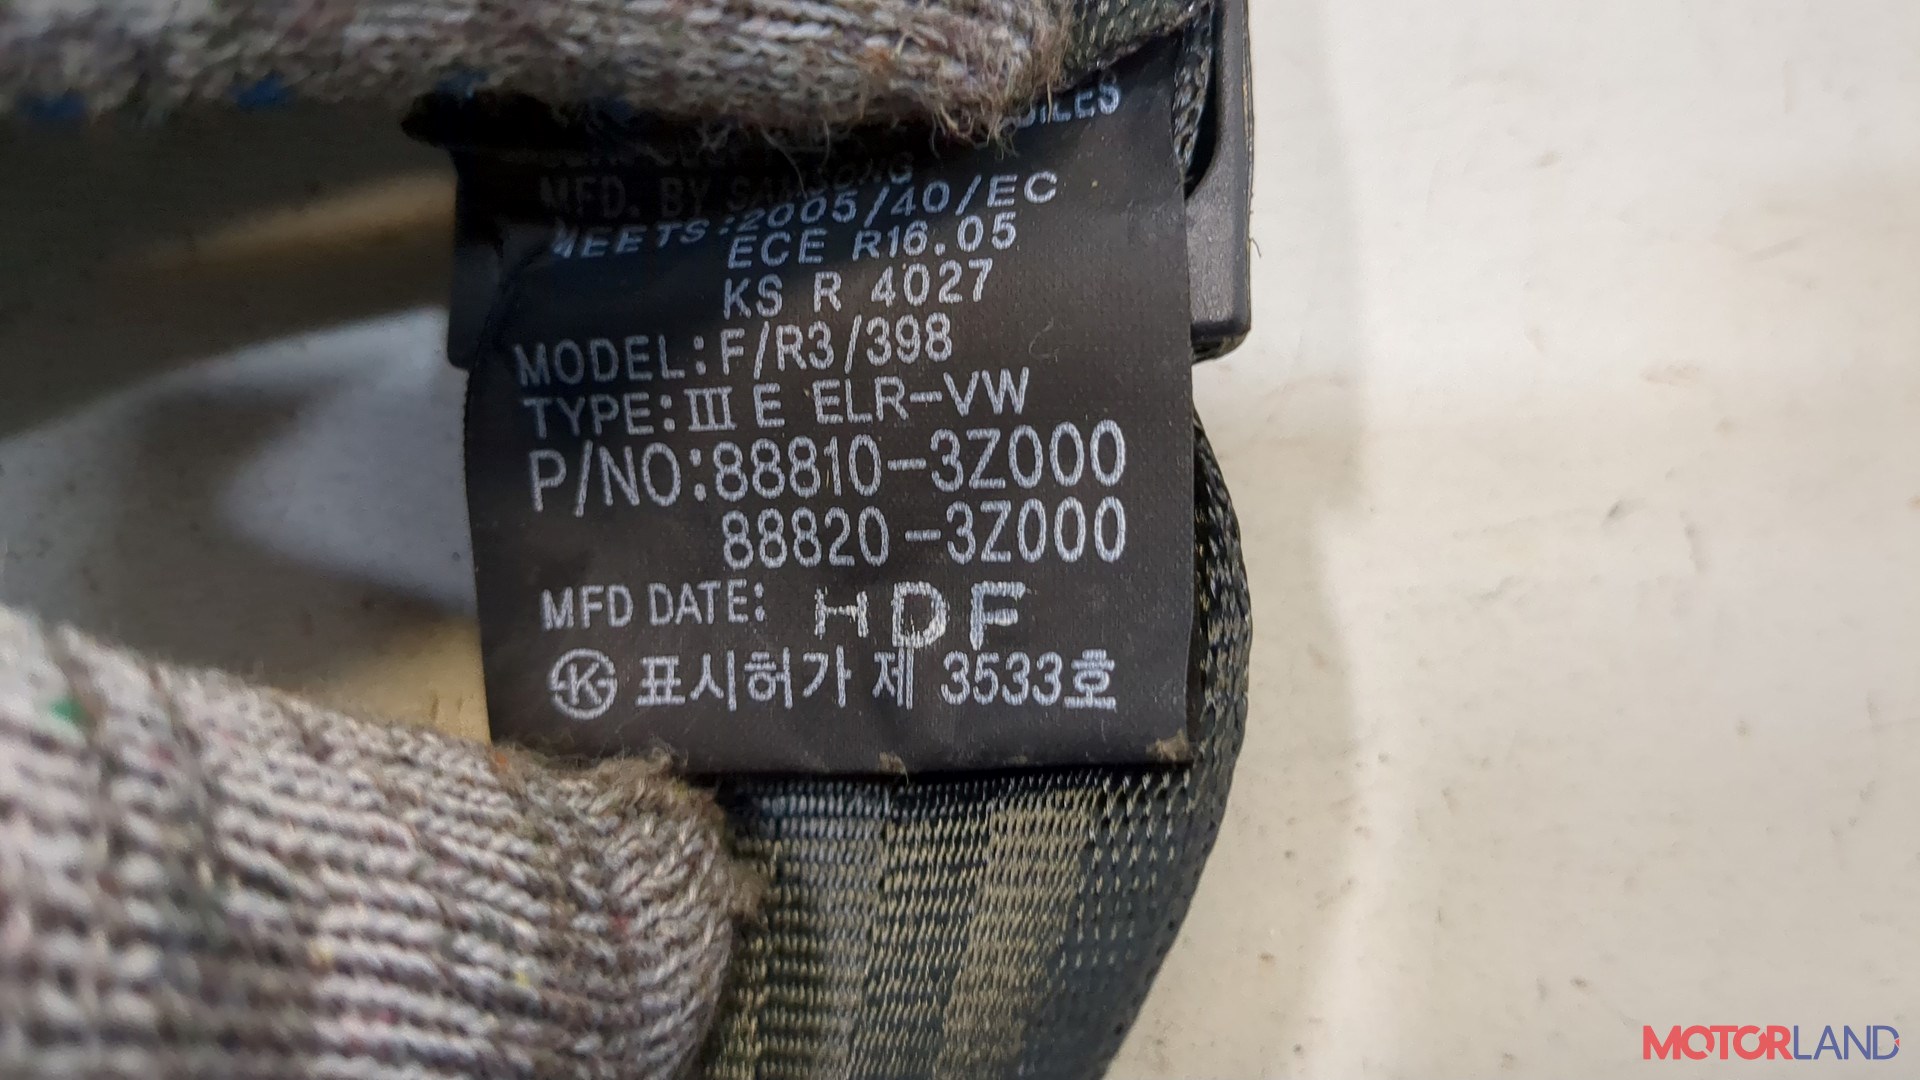 MFD. BY SAMSONG
MEETS:2005/40/EC
ECE R16.05
KS R 4027
MODEL:F/R3/398
TYPE:III E ELR-VW
P/NO:88810-3Z000
88820-3Z000
MFD DATE: HDF
K 표시허가 제 3533호
MOTORLAND